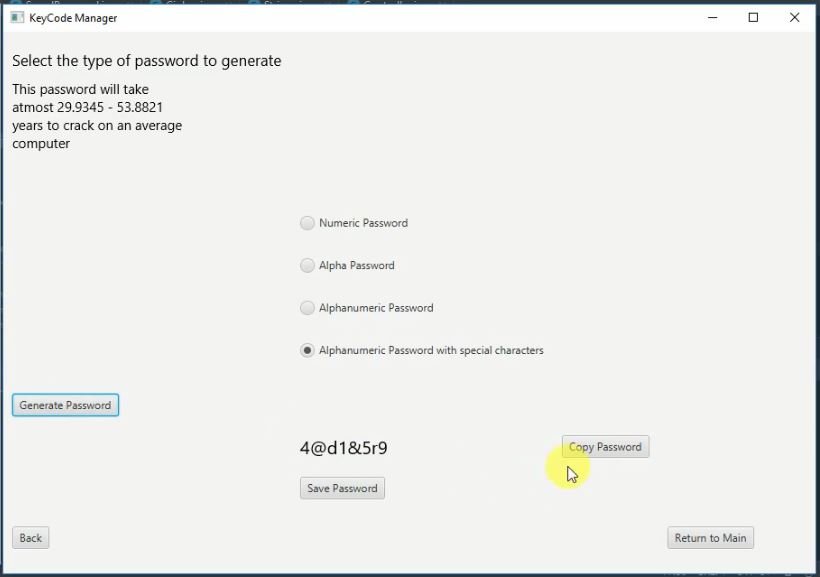 KeyCode Manager
Select the type of password to generate
This password will take
atmost 29.9345 - 53.8821
years to crack on an average
computer
Numeric Password
Alpha Password
Alphanumeric Password
Alphanumeric Password with special characters
Generate Password
4@d1&5r9
Copy Password
Save Password
Back
Return to Main